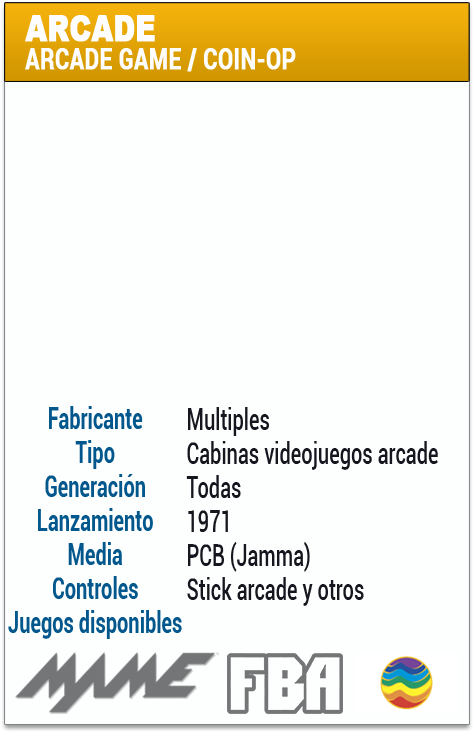 ARCADE
ARCADE GAME / COIN-OP
Fabricante Multiples
Tipo Cabinas videojuegos arcade
Generación Todas
Lanzamiento 1971
Media PCB (Jamma)
Controles Stick arcade y otros
Juegos disponibles
MAME FBA